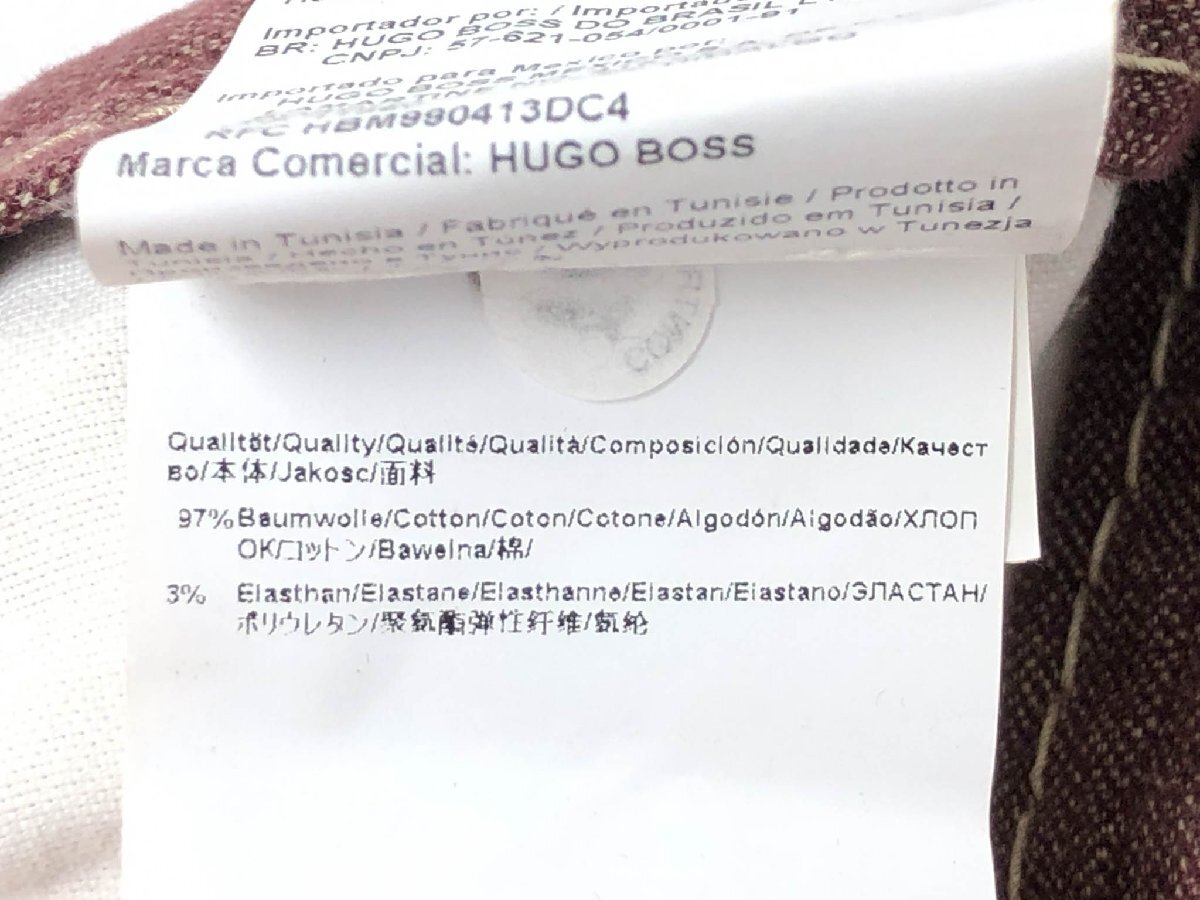 Importador por: / Importado
BR: HUGO BOSS DO BRASIL
CNPJ: 57-621-054/0001-91
Importado para Mexico por:
HUGO BOSS MEXICO
RFC HBM990413DC4
Marca Comercial: HUGO BOSS
Made in Tunisia / Fabriqué en Tunisie / Prodotto in
Tunisia / Hecho en Túnez / Produzido em Tunísia /
Wyprodukowano w Tunezja
CONT
Qualität/Quality/Qualité/Qualità/Composición/Qualidade/Качест
во/本体/Jakosc/面料
97% Baumwolle/Cotton/Coton/Cotone/Algodón/Algodão/ХЛОП
ОК/コットン/Bawelna/棉/
3% Elasthan/Elastane/Elasthanne/Elastan/Elastano/ЭЛАСТАН/
ポリウレタン/聚氨酯弹性纤维/氨纶